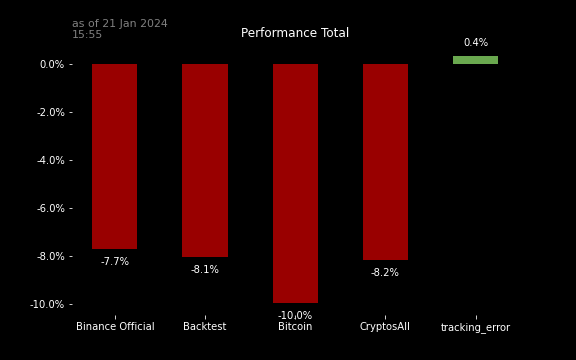 as of 21 Jan 2024
15:55
Performance Total
0.4%
0.0%
-2.0%
-4.0%
-6.0%
-8.0%
-10.0%
-7.7%
-8.1%
-10.0%
-8.2%
Binance Official
Backtest
Bitcoin
CryptosAll
tracking_error